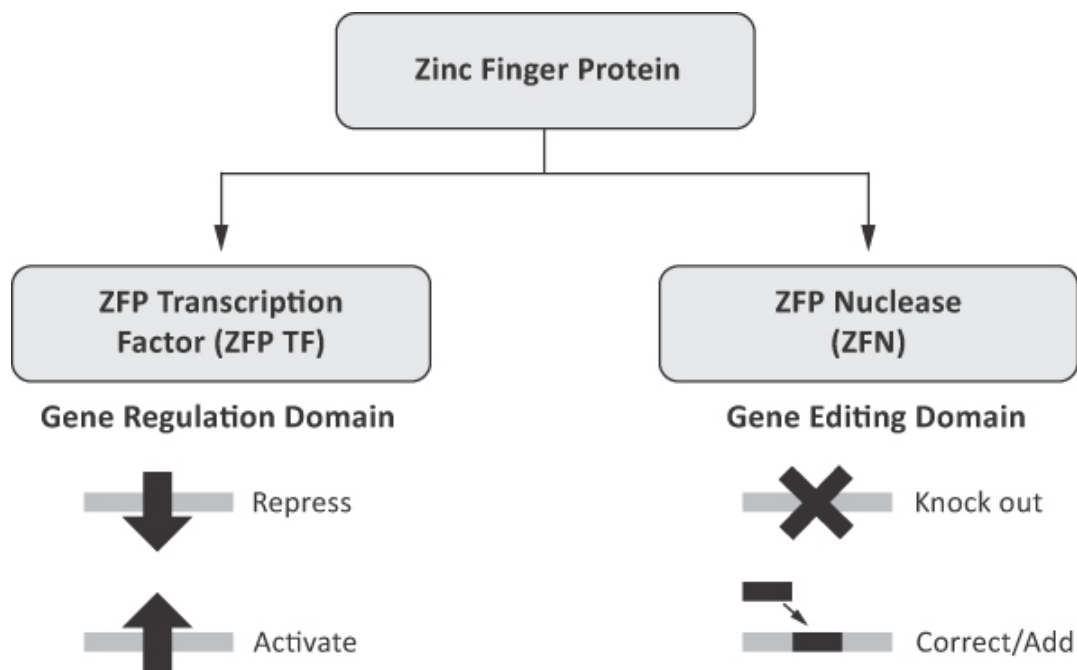 Zinc Finger Protein
ZFP Transcription
Factor (ZFP TF)
ZFP Nuclease
(ZFN)
Gene Regulation Domain
Gene Editing Domain
Repress
Knock out
Activate
Correct/Add